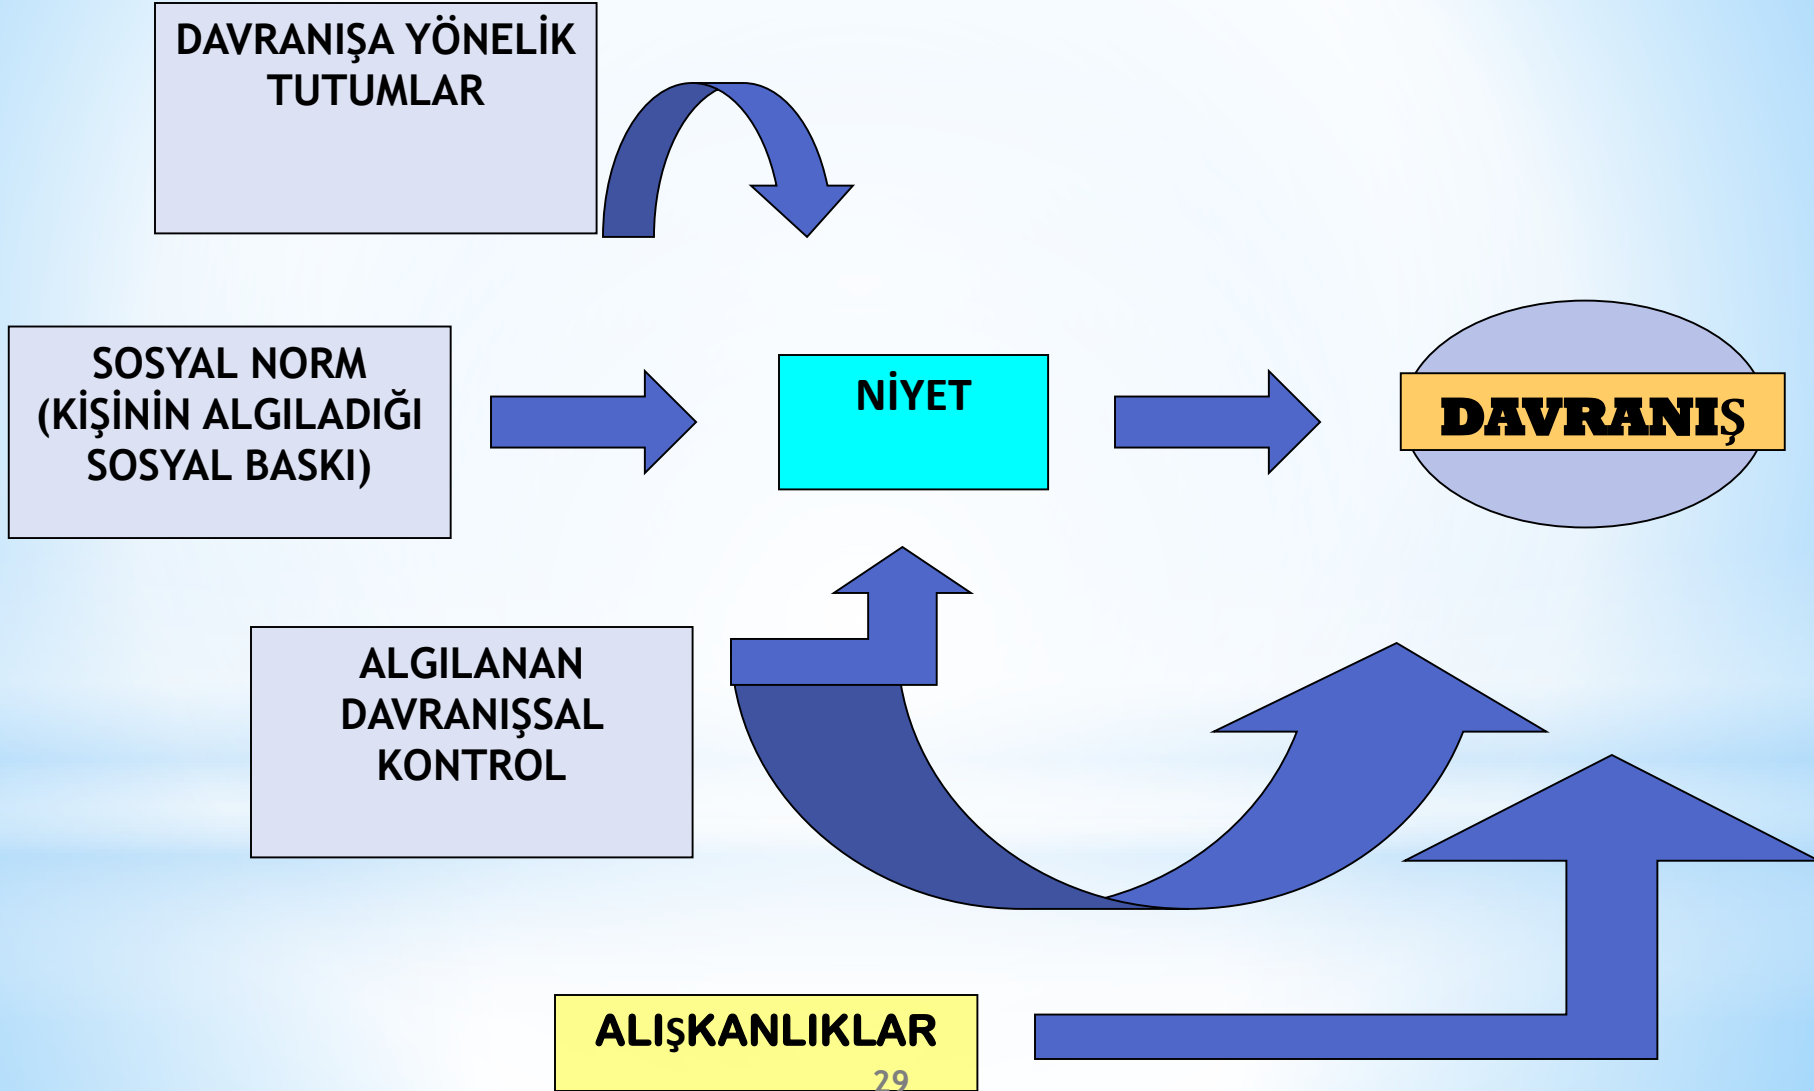 DAVRANIŞA YÖNELİK
TUTUMLAR
SOSYAL NORM
(KİŞİNİN ALGILADIĞI
SOSYAL BASKI)
NİYET
DAVRANIŞ
ALGILANAN
DAVRANIŞSAL
KONTROL
ALIŞKANLIKLAR
29